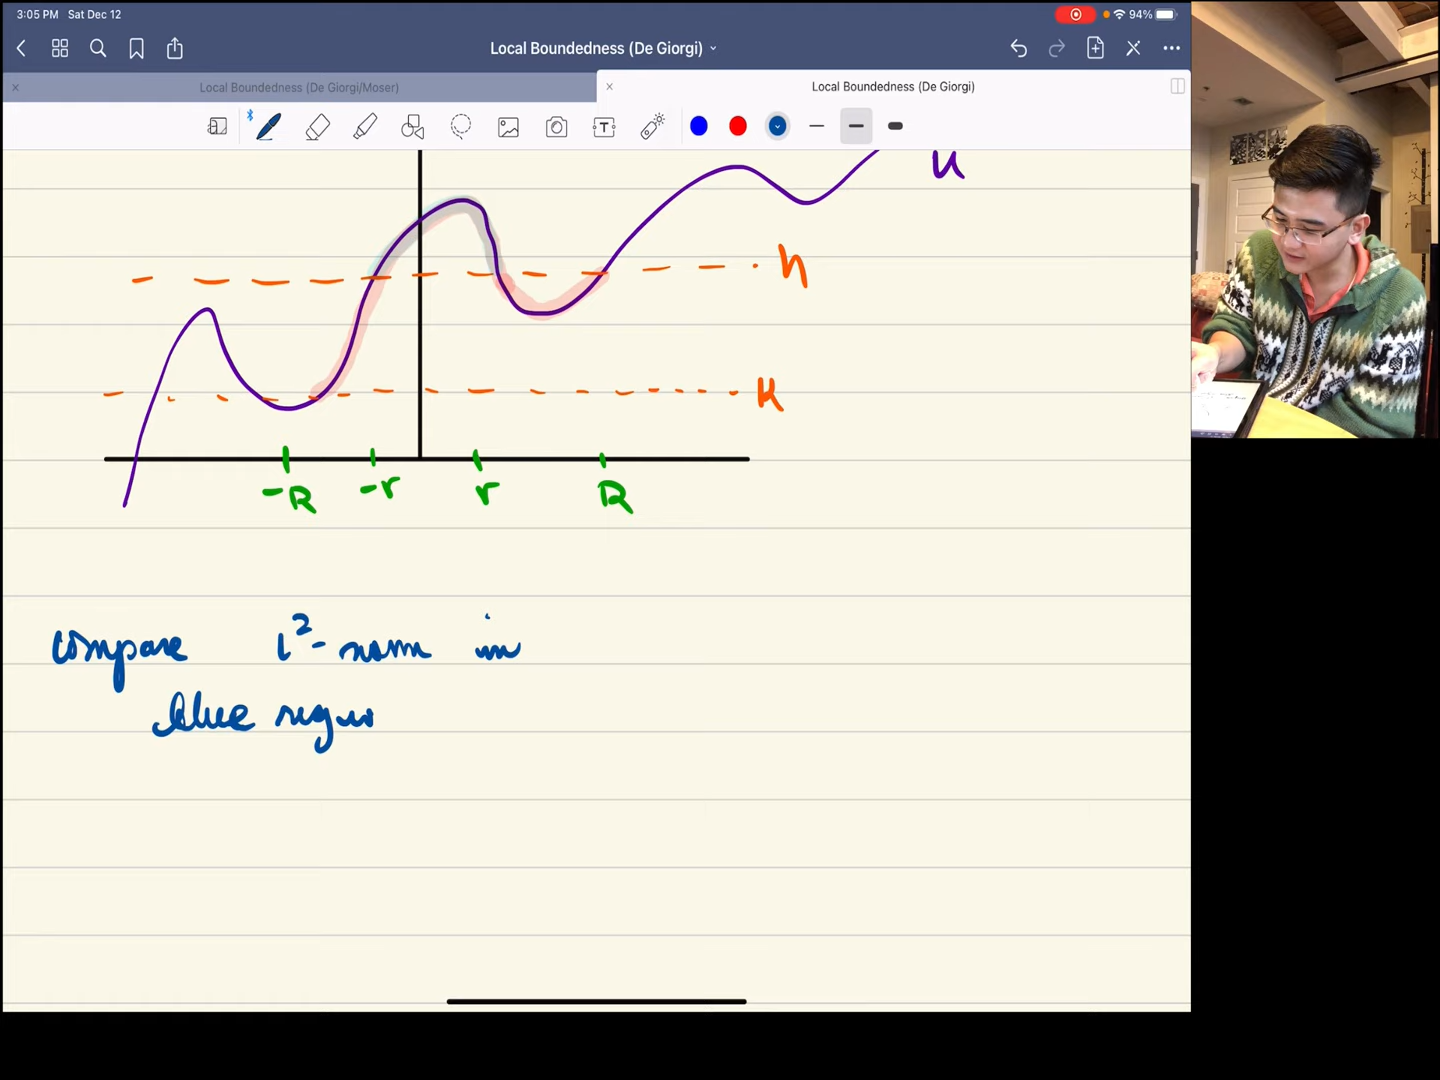 3:05 PM Sat Dec 12
94%
Local Boundedness (De Giorgi)
Local Boundedness (De Giorgi/Moser)
Local Boundedness (De Giorgi)
T
u
h
k
-R -r r R
compare L²-norm in
blue region